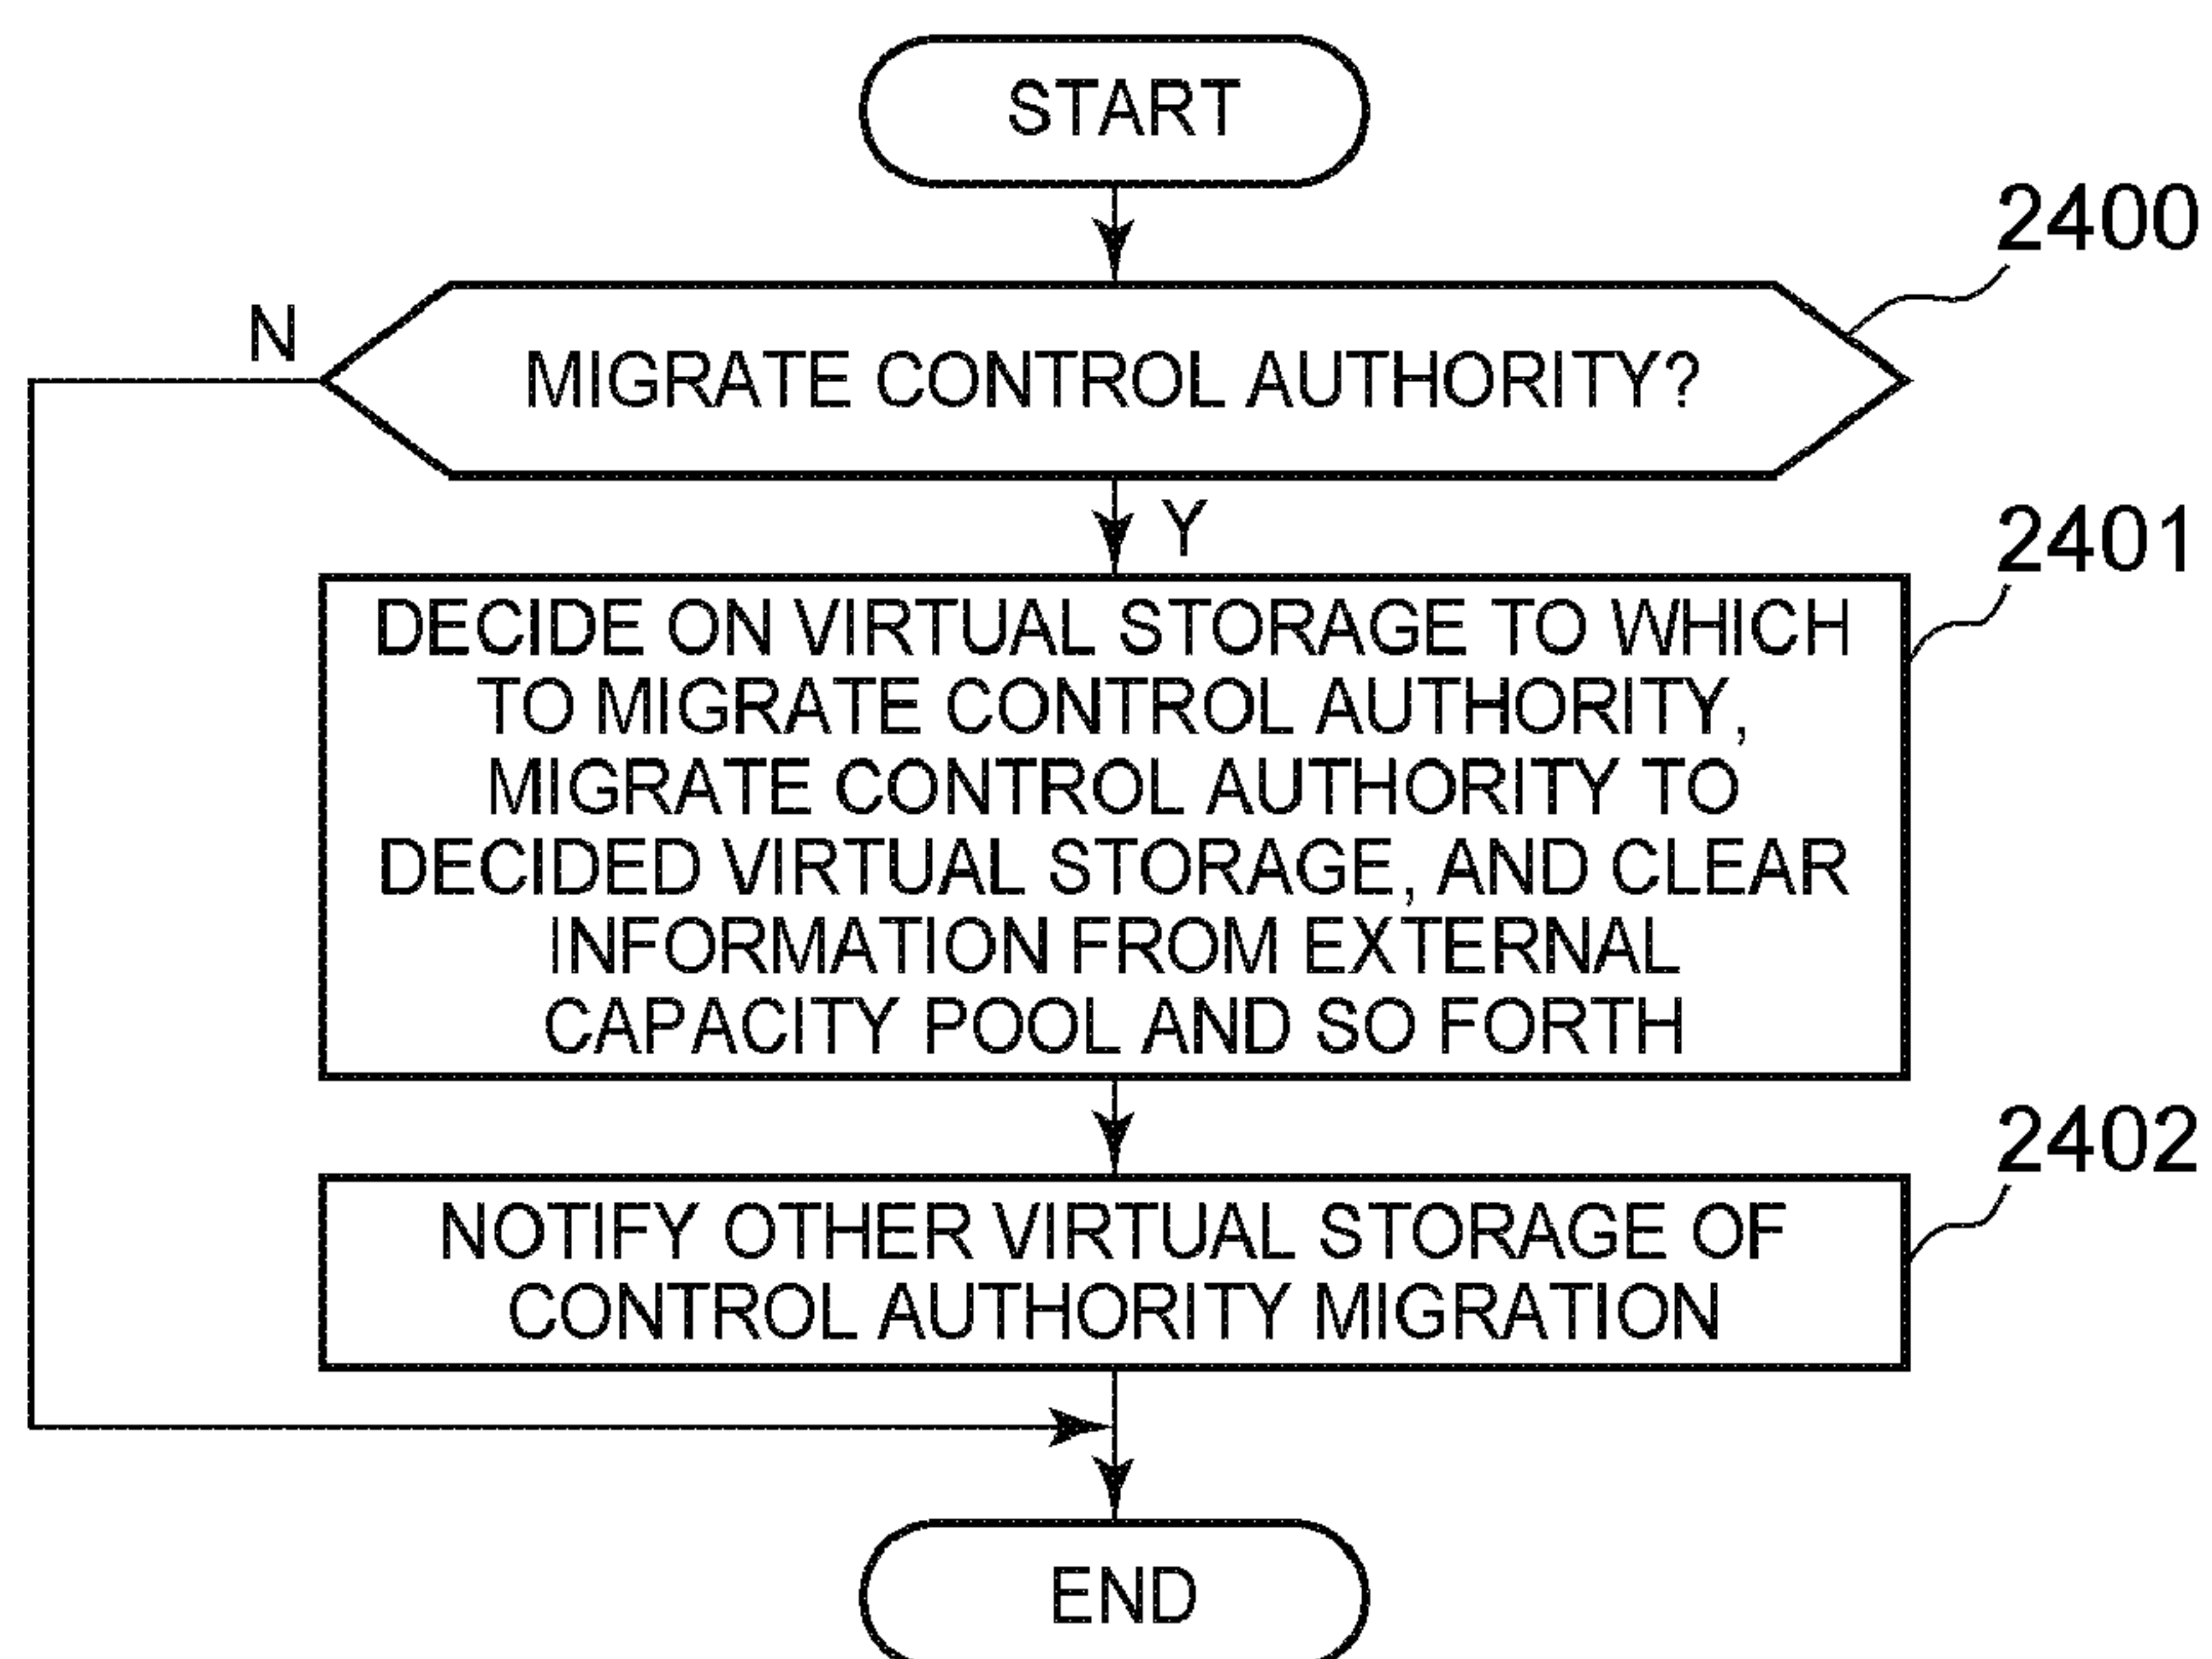 START
2400
N
MIGRATE CONTROL AUTHORITY?
Y
2401
DECIDE ON VIRTUAL STORAGE TO WHICH
TO MIGRATE CONTROL AUTHORITY,
MIGRATE CONTROL AUTHORITY TO
DECIDED VIRTUAL STORAGE, AND CLEAR
INFORMATION FROM EXTERNAL
CAPACITY POOL AND SO FORTH
2402
NOTIFY OTHER VIRTUAL STORAGE OF
CONTROL AUTHORITY MIGRATION
END